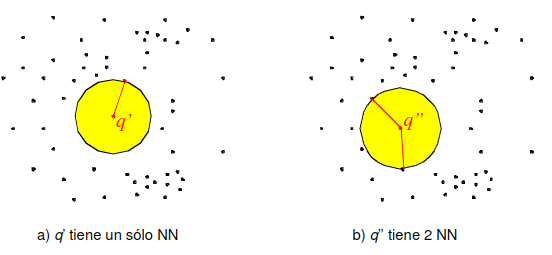 q’
q”
a) q’ tiene un sólo NN
b) q” tiene 2 NN